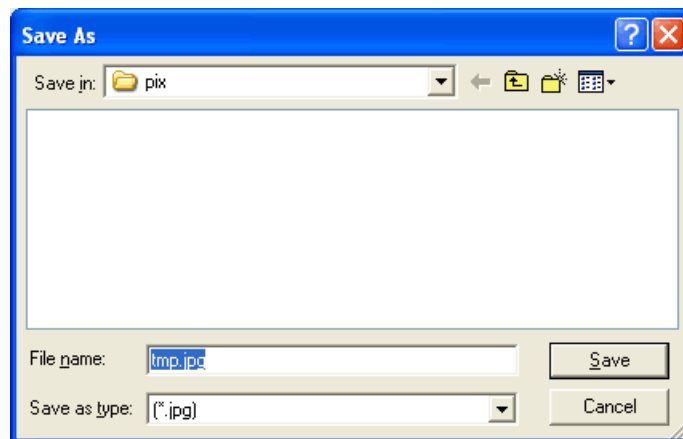 Save As
Save in: pix
File name: tmp.jpg
Save
Save as type: (*.jpg)
Cancel